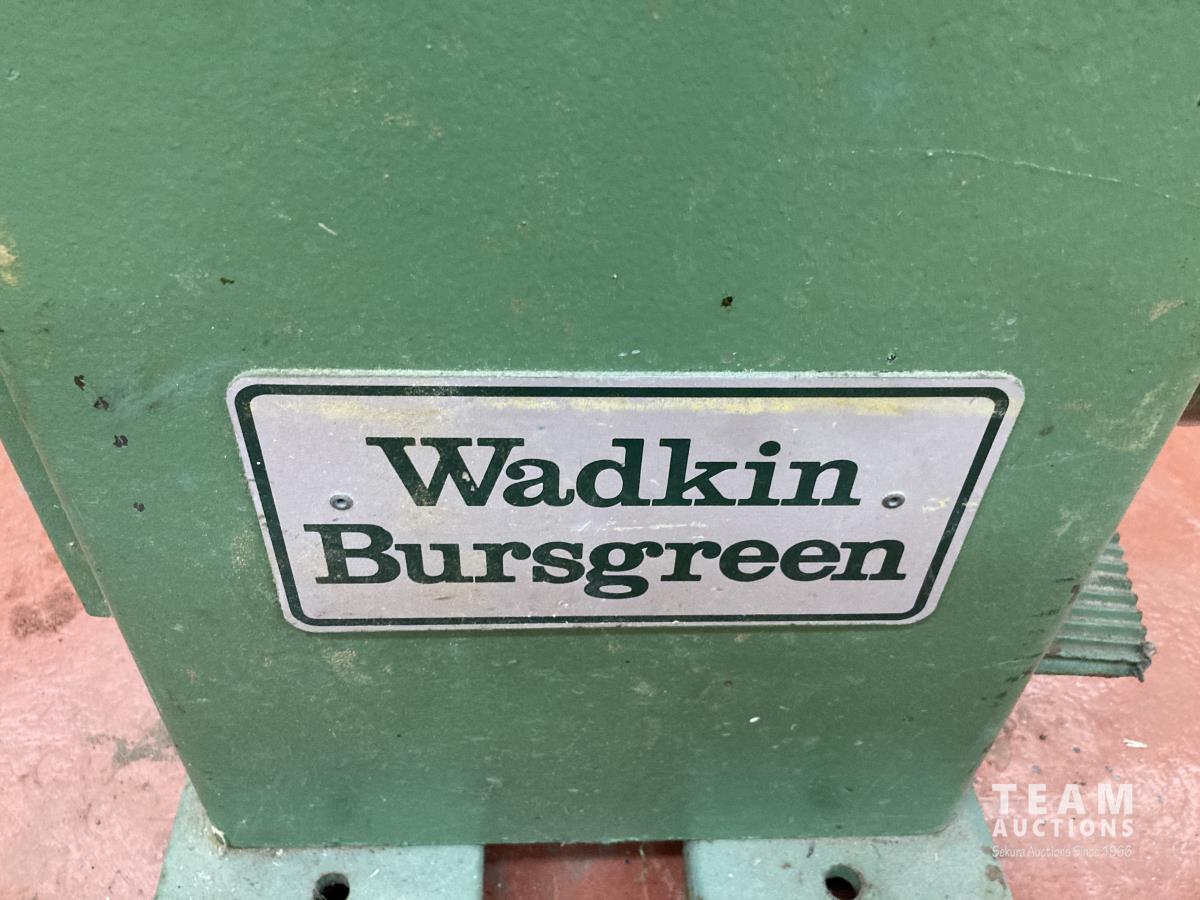 Wadkin
Bursgreen
TEAM
AUCTIONS
Sekura Auctions Since 1966